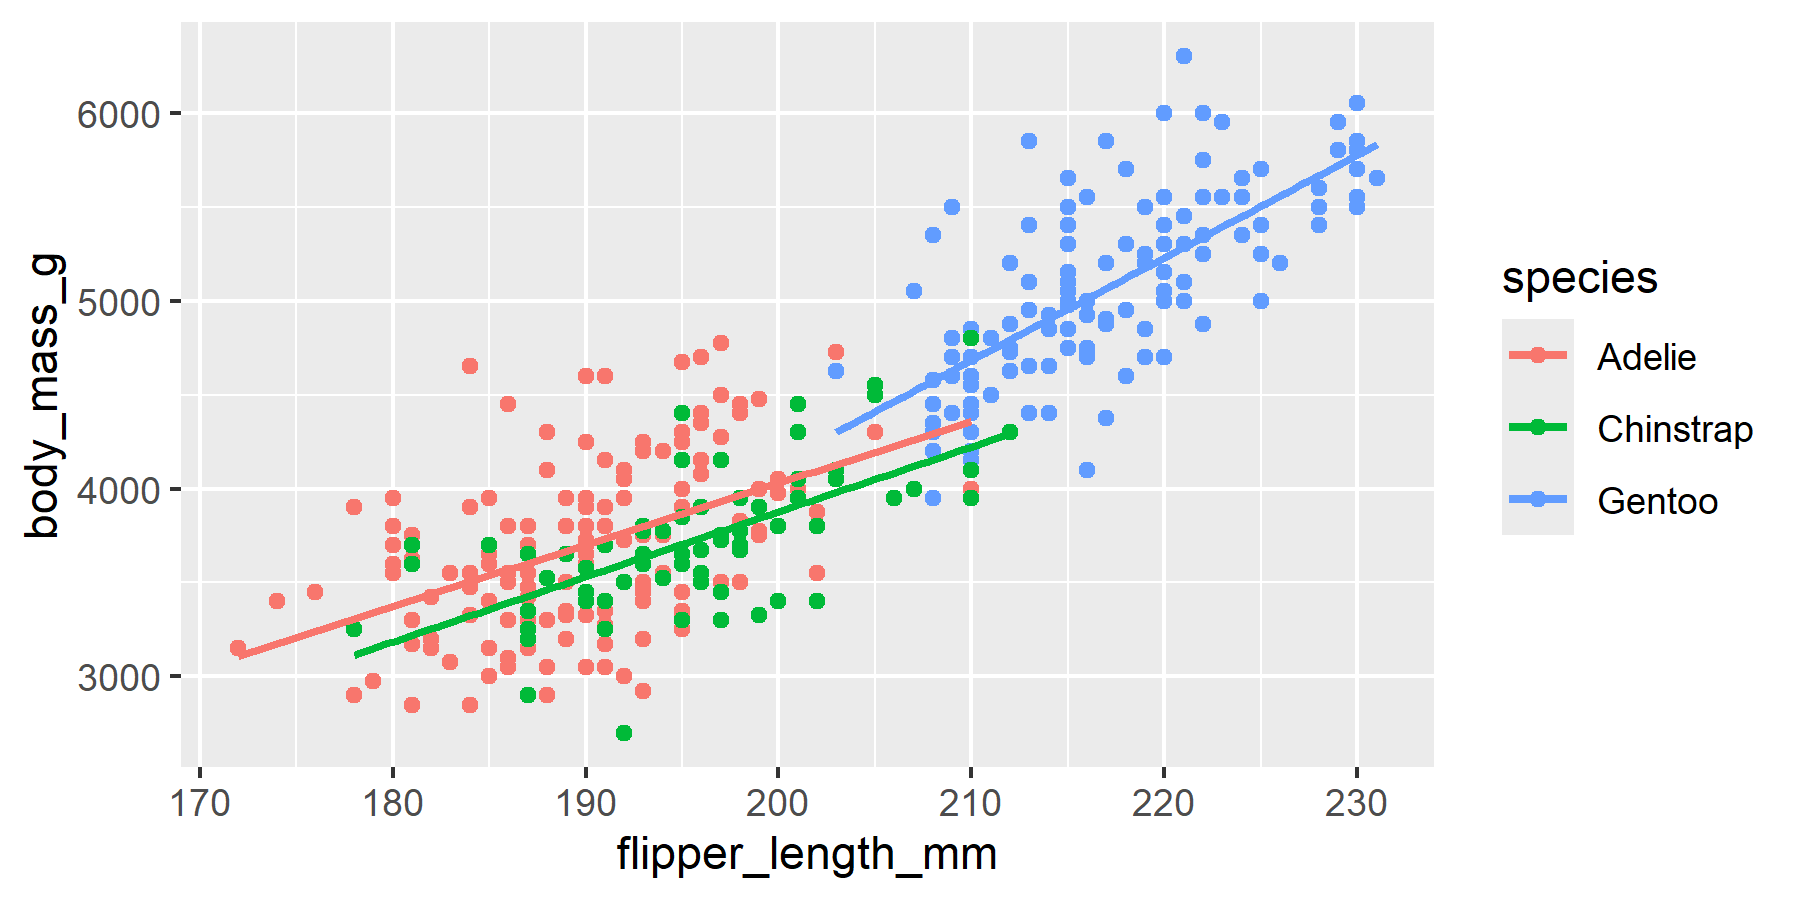 body_mass_g
6000
5000
4000
3000
170 180 190 200 210 220 230
flipper_length_mm
species
Adelie
Chinstrap
Gentoo